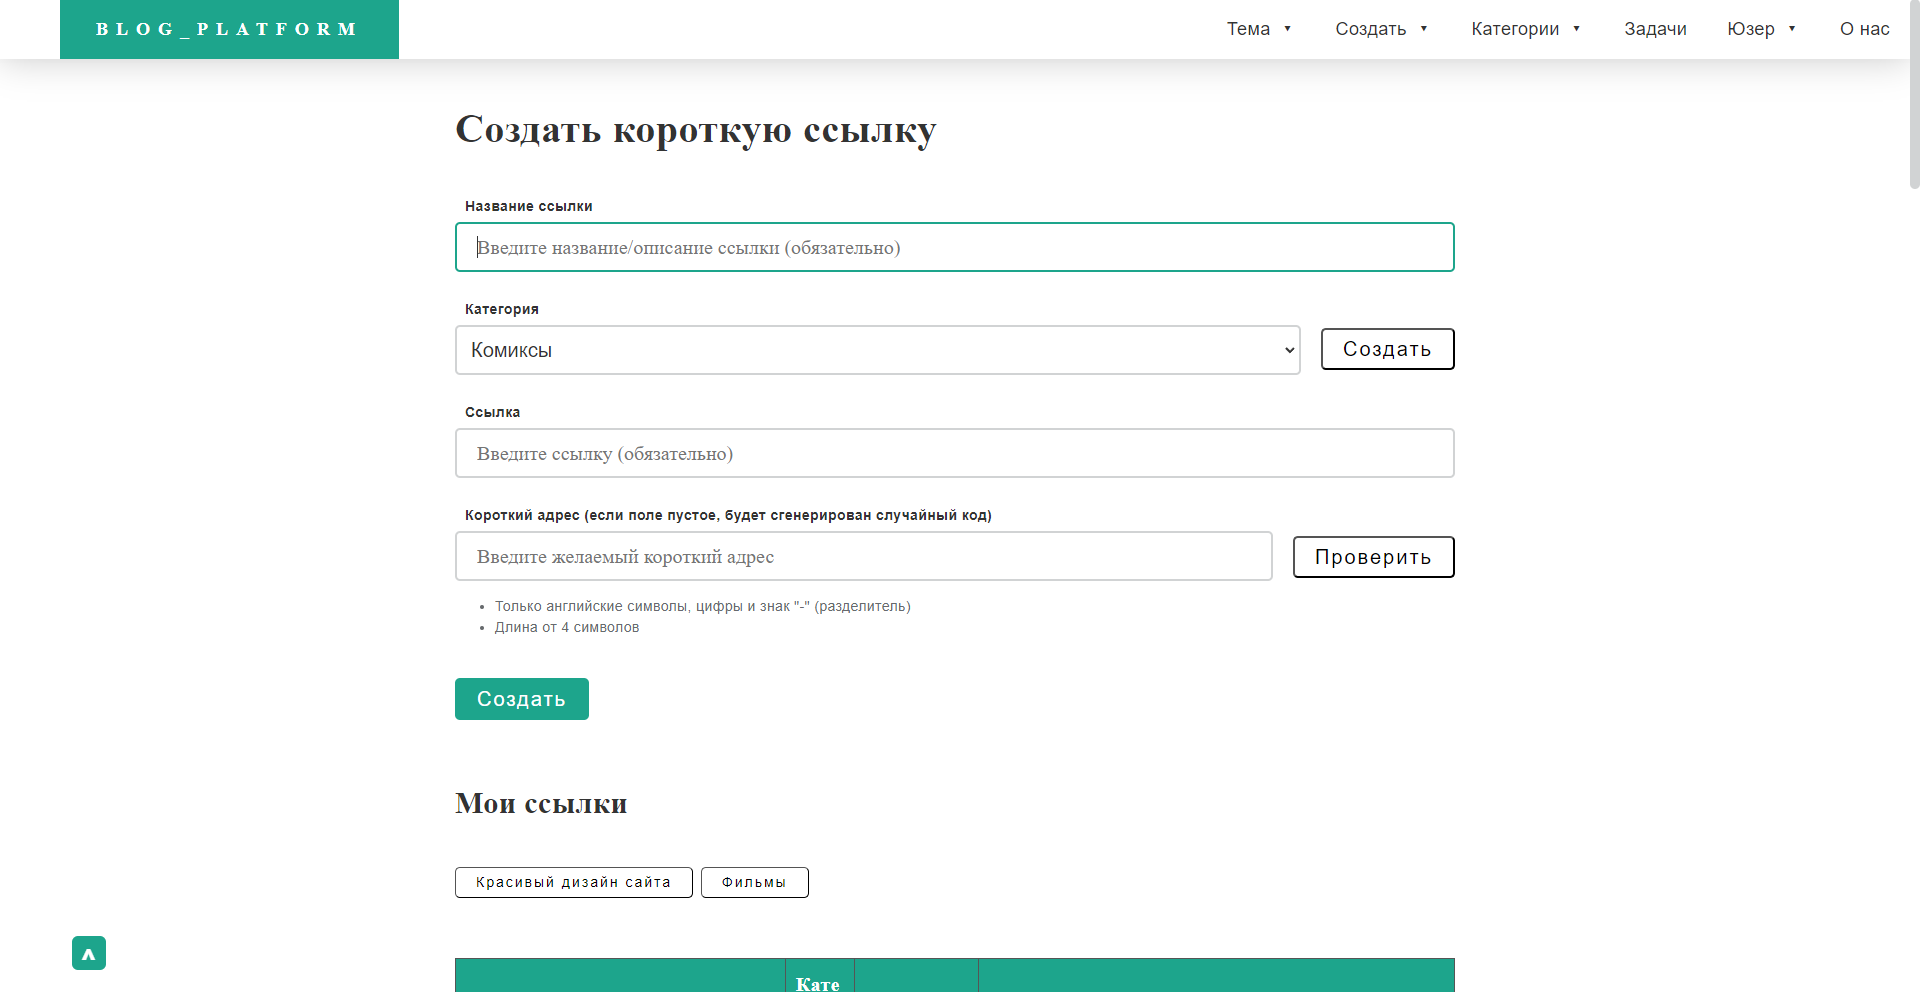 BLOG_PLATFORM
Тема ▼ Создать ▼ Категории ▼ Задачи Юзер ▼ О нас
Создать короткую ссылку
Название ссылки
Введите название/описание ссылки (обязательно)
Категория
Комиксы
Создать
Ссылка
Введите ссылку (обязательно)
Короткий адрес (если поле пустое, будет сгенерирован случайный код)
Введите желаемый короткий адрес
Проверить
• Только английские символы, цифры и знак "-" (разделитель)
• Длина от 4 символов
Создать
Мои ссылки
Красивый дизайн сайта Фильмы
Кате